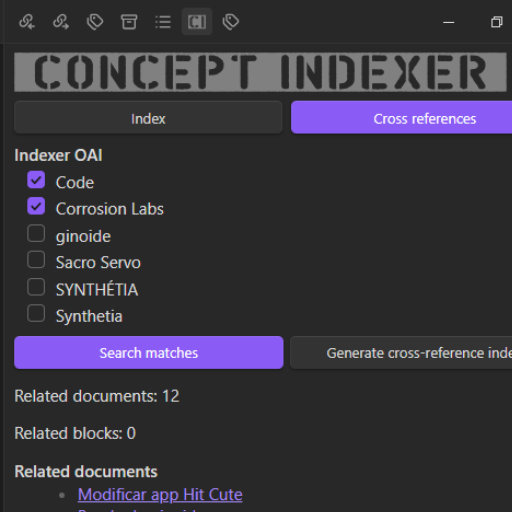 CI
CONCEPT INDEXER
Index
Cross references
Indexer OAI
Code
Corrosion Labs
ginoide
Sacro Servo
SYNTHÉTIA
Synthetia
Search matches
Generate cross-reference inde
Related documents: 12
Related blocks: 0
Related documents
Modificar app Hit Cute